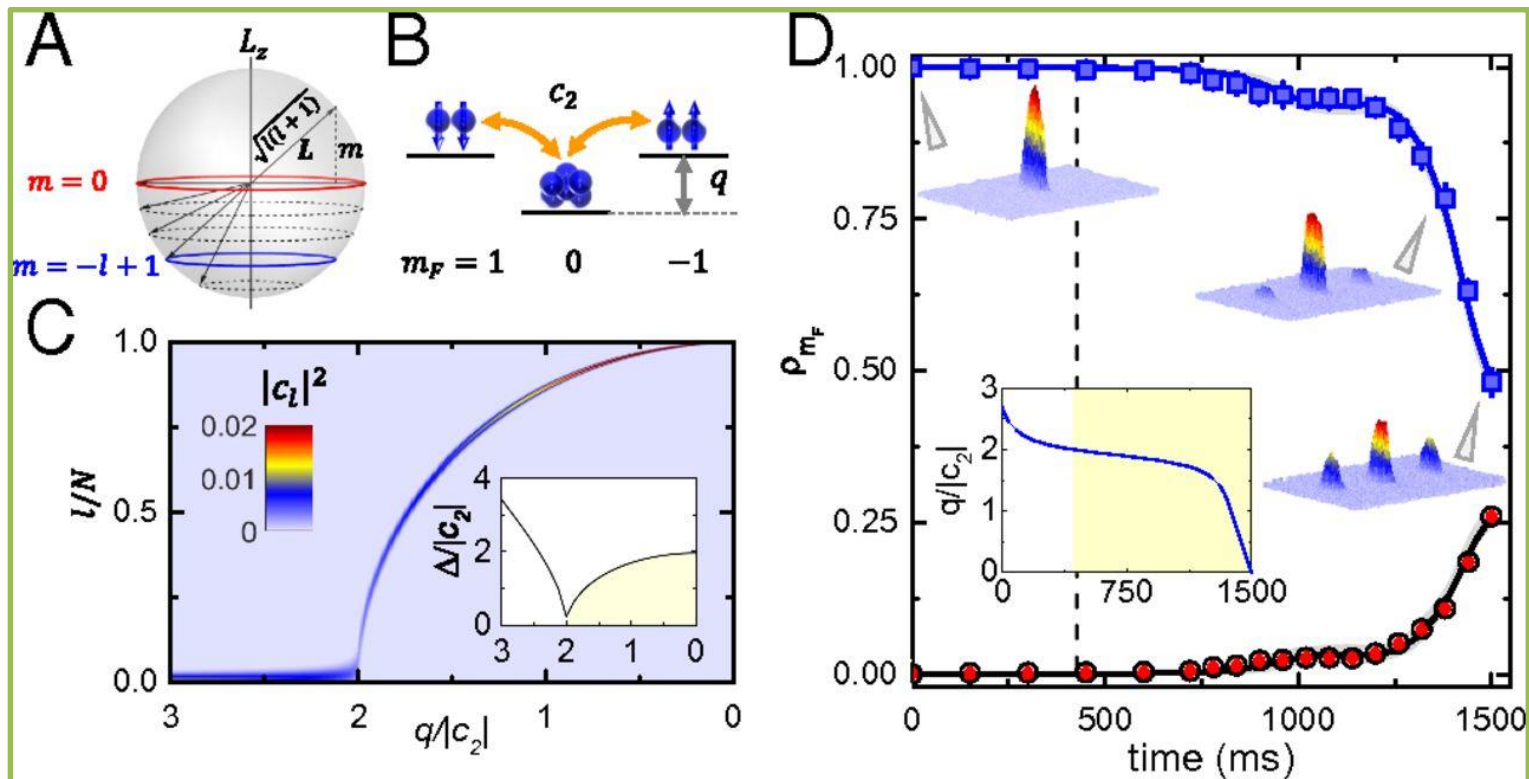 A
L_z
√l(l + 1)
L
m
m = 0
m = −l + 1
B
c_2
q
m_F = 1 0 −1
C
|c_l|^2
0.02
0.01
0
1.0
0.5
0.0
l/N
3 2 1 0
q/|c_2|
Δ/|c_2|
4
2
0
3 2 1 0
D
1.00
0.75
0.50
0.25
0.00
ρ_{m_F}
0 500 1000 1500
time (ms)
q/|c_2|
3
2
1
0
0 750 1500